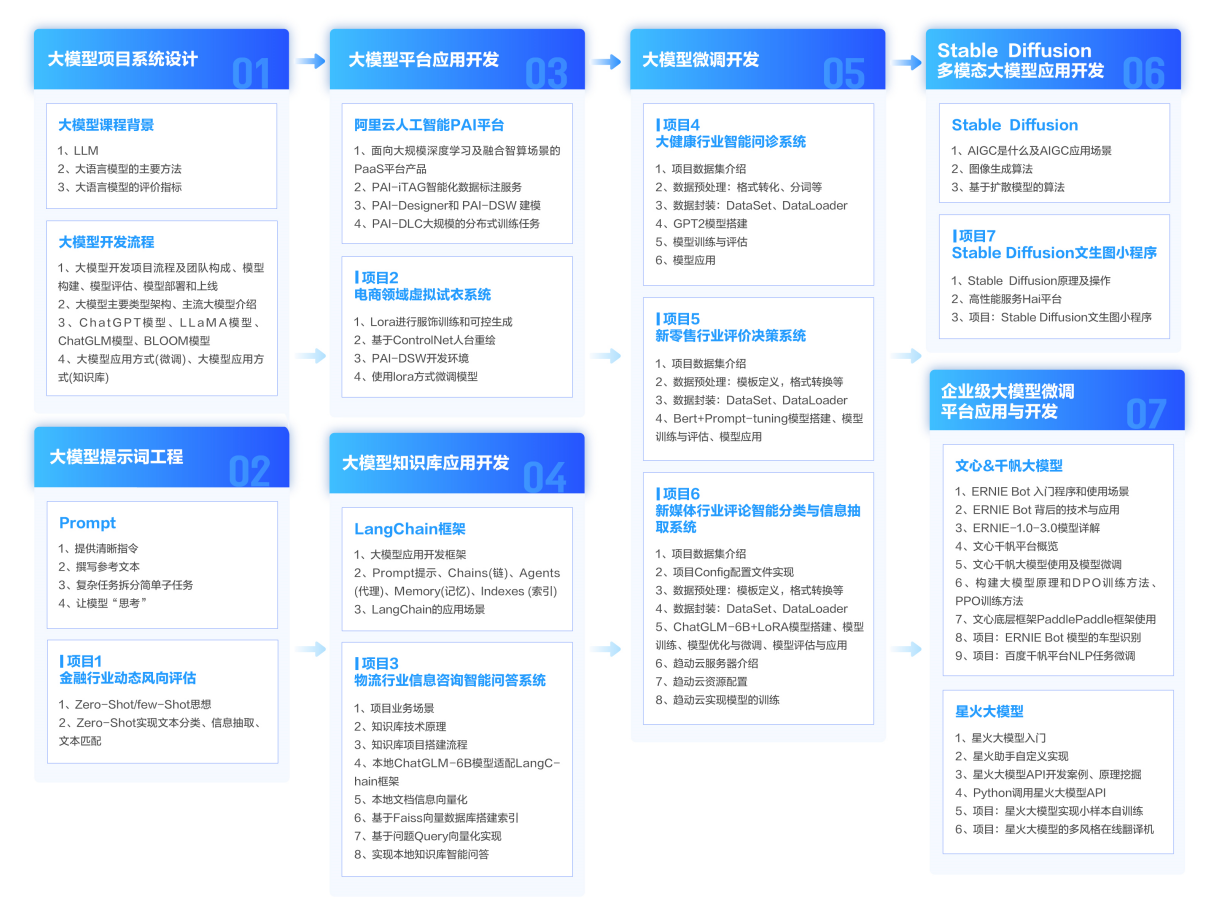 大模型项目系统设计
01
大模型课程背景
1、LLM
2、大语言模型的主要方法
3、大语言模型的评价指标
大模型开发流程
1、大模型开发项目流程及团队构成、模型
构建、模型评估、模型部署和上线
2、大模型主要类型架构、主流大模型介绍
3、ChatGPT模型、LLaMA模型、
ChatGLM模型、BLOOM模型
4、大模型应用方式(微调)、大模型应用方
式(知识库)
大模型提示词工程
02
Prompt
1、提供清晰指令
2、撰写参考文本
3、复杂任务拆分简单子任务
4、让模型“思考”
项目1
金融行业动态风向评估
1、Zero-Shot/few-Shot思想
2、Zero-Shot实现文本分类、信息抽取、
文本匹配
大模型平台应用开发
03
阿里云人工智能PAI平台
1、面向大规模深度学习及融合智算场景的
PaaS平台产品
2、PAI-iTAG智能化数据标注服务
3、PAI-Designer和 PAI-DSW 建模
4、PAI-DLC大规模的分布式训练任务
项目2
电商领域虚拟试衣系统
1、Lora进行服饰训练和可控生成
2、基于ControlNet人台重绘
3、PAI-DSW开发环境
4、使用lora方式微调模型
大模型知识库应用开发
04
LangChain框架
1、大模型应用开发框架
2、Prompt提示、Chains(链)、Agents
(代理)、Memory(记忆)、Indexes (索引)
3、LangChain的应用场景
项目3
物流行业信息咨询智能问答系统
1、项目业务场景
2、知识库技术原理
3、知识库项目搭建流程
4、本地ChatGLM-6B模型适配LangC-
hain框架
5、本地文档信息向量化
6、基于Faiss向量数据库搭建索引
7、基于问题Query向量化实现
8、实现本地知识库智能问答
大模型微调开发
05
项目4
大健康行业智能问诊系统
1、项目数据集介绍
2、数据预处理：格式转化、分词等
3、数据封装：DataSet、DataLoader
4、GPT2模型搭建
5、模型训练与评估
6、模型应用
项目5
新零售行业评价决策系统
1、项目数据集介绍
2、数据预处理：模板定义，格式转换等
3、数据封装：DataSet、DataLoader
4、Bert+Prompt-tuning模型搭建、模型
训练与评估、模型应用
项目6
新媒体行业评论智能分类与信息抽
取系统
1、项目数据集介绍
2、项目Config配置文件实现
3、数据预处理：模板定义，格式转换等
4、数据封装：DataSet、DataLoader
5、ChatGLM-6B+LoRA模型搭建、模型
训练、模型优化与微调、模型评估与应用
6、趋动云服务器介绍
7、趋动云资源配置
8、趋动云实现模型的训练
Stable Diffusion
多模态大模型应用开发
06
Stable Diffusion
1、AIGC是什么及AIGC应用场景
2、图像生成算法
3、基于扩散模型的算法
项目7
Stable Diffusion文生图小程序
1、Stable Diffusion原理及操作
2、高性能服务Hai平台
3、项目：Stable Diffusion文生图小程序
企业级大模型微调
平台应用与开发
07
文心&千帆大模型
1、ERNIE Bot 入门程序和使用场景
2、ERNIE Bot 背后的技术与应用
3、ERNIE-1.0-3.0模型详解
4、文心千帆平台概览
5、文心千帆大模型使用及模型微调
6、构建大模型原理和DPO训练方法、
PPO训练方法
7、文心底层框架PaddlePaddle框架使用
8、项目：ERNIE Bot 模型的车型识别
9、项目：百度千帆平台NLP任务微调
星火大模型
1、星火大模型入门
2、星火助手自定义实现
3、星火大模型API开发案例、原理挖掘
4、Python调用星火大模型API
5、项目：星火大模型实现小样本自训练
6、项目：星火大模型的多风格在线翻译机